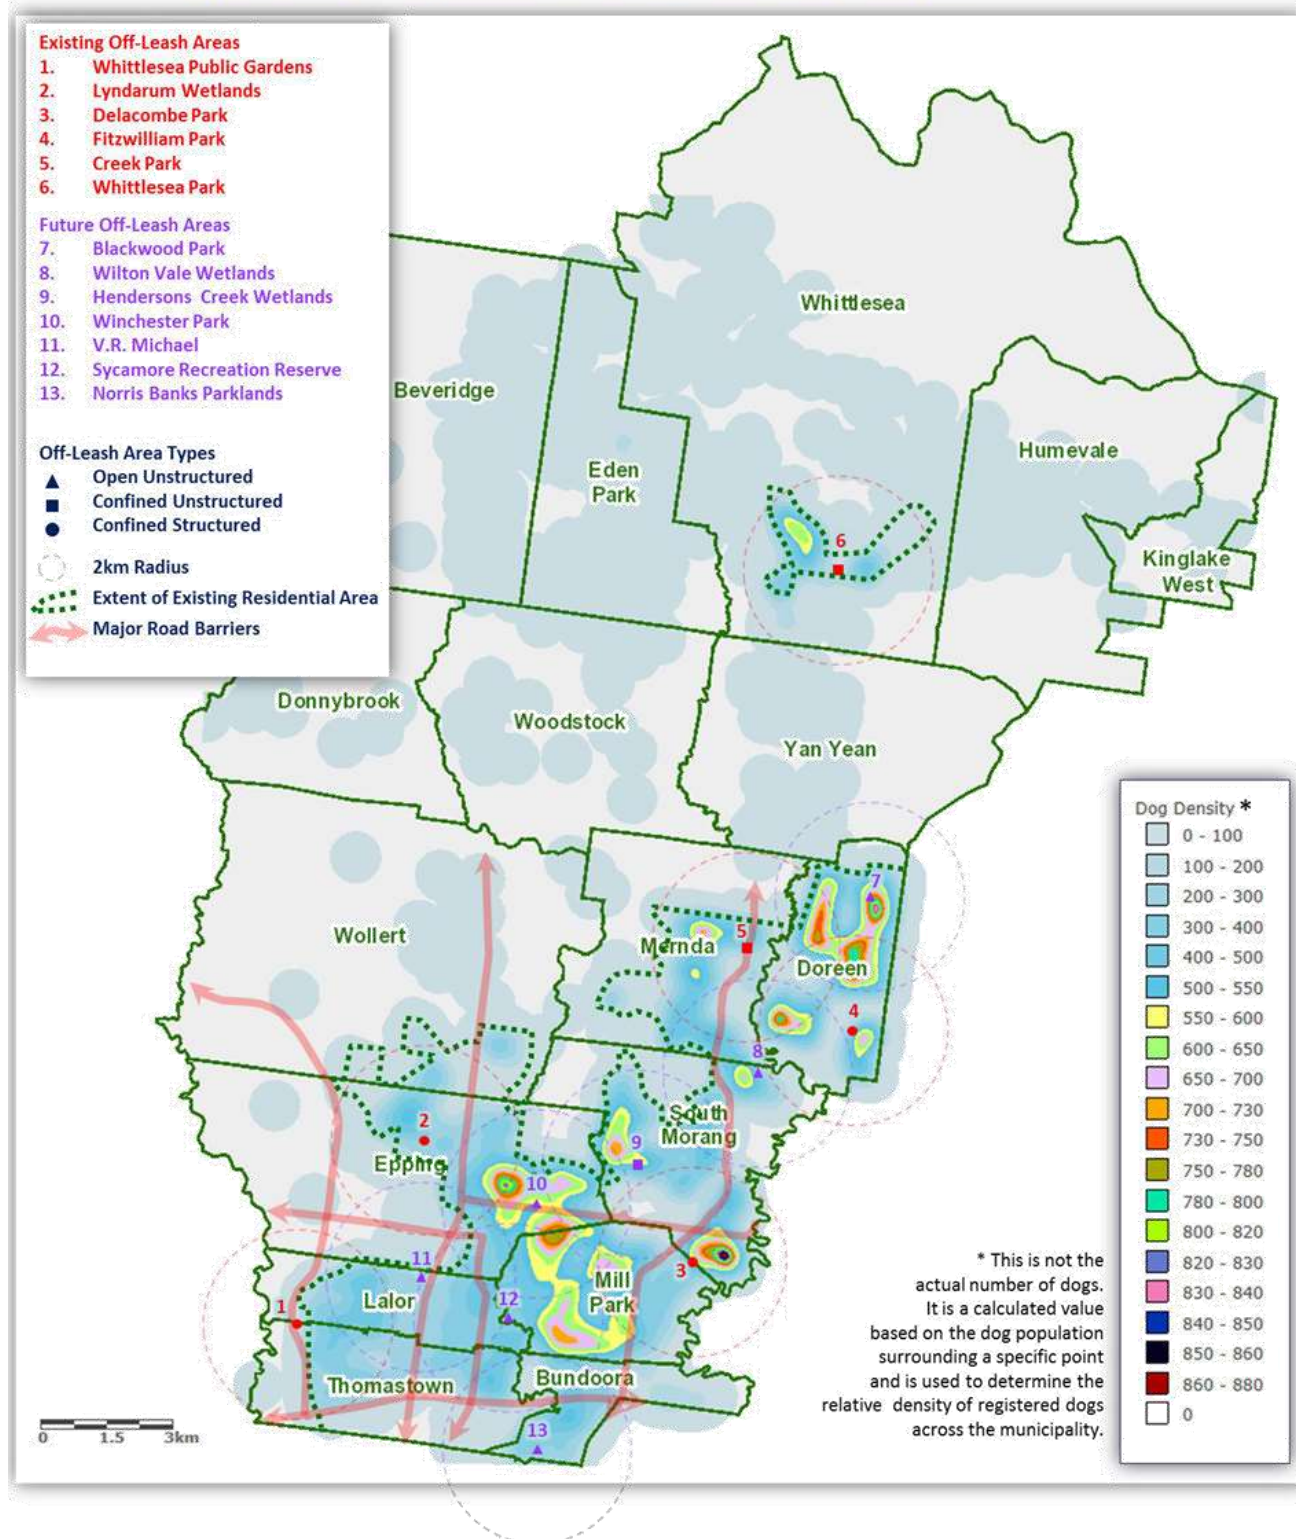 Existing Off-Leash Areas
1. Whittlesea Public Gardens
2. Lyndarum Wetlands
3. Delacombe Park
4. Fitzwilliam Park
5. Creek Park
6. Whittlesea Park
Future Off-Leash Areas
7. Blackwood Park
8. Wilton Vale Wetlands
9. Hendersons Creek Wetlands
10. Winchester Park
11. V.R. Michael
12. Sycamore Recreation Reserve
13. Norris Banks Parklands
Off-Leash Area Types
Open Unstructured
Confined Unstructured
Confined Structured
2km Radius
Extent of Existing Residential Area
Major Road Barriers
Whittlesea
Beveridge
Eden
Park
Humevale
6
Kinglake
West
Donnybrook
Woodstock
Yan Yean
7
Wollert
Mernda
5
Doreen
4
8
South
Morang
2
9
Epping
10
11
3
Mill
Park
Lalor
12
1
Thomastown
Bundoora
13
0 1.5 3km
Dog Density *
0 - 100
100 - 200
200 - 300
300 - 400
400 - 500
500 - 550
550 - 600
600 - 650
650 - 700
700 - 730
730 - 750
750 - 780
780 - 800
800 - 820
820 - 830
830 - 840
840 - 850
850 - 860
860 - 880
0
* This is not the
actual number of dogs.
It is a calculated value
based on the dog population
surrounding a specific point
and is used to determine the
relative density of registered dogs
across the municipality.